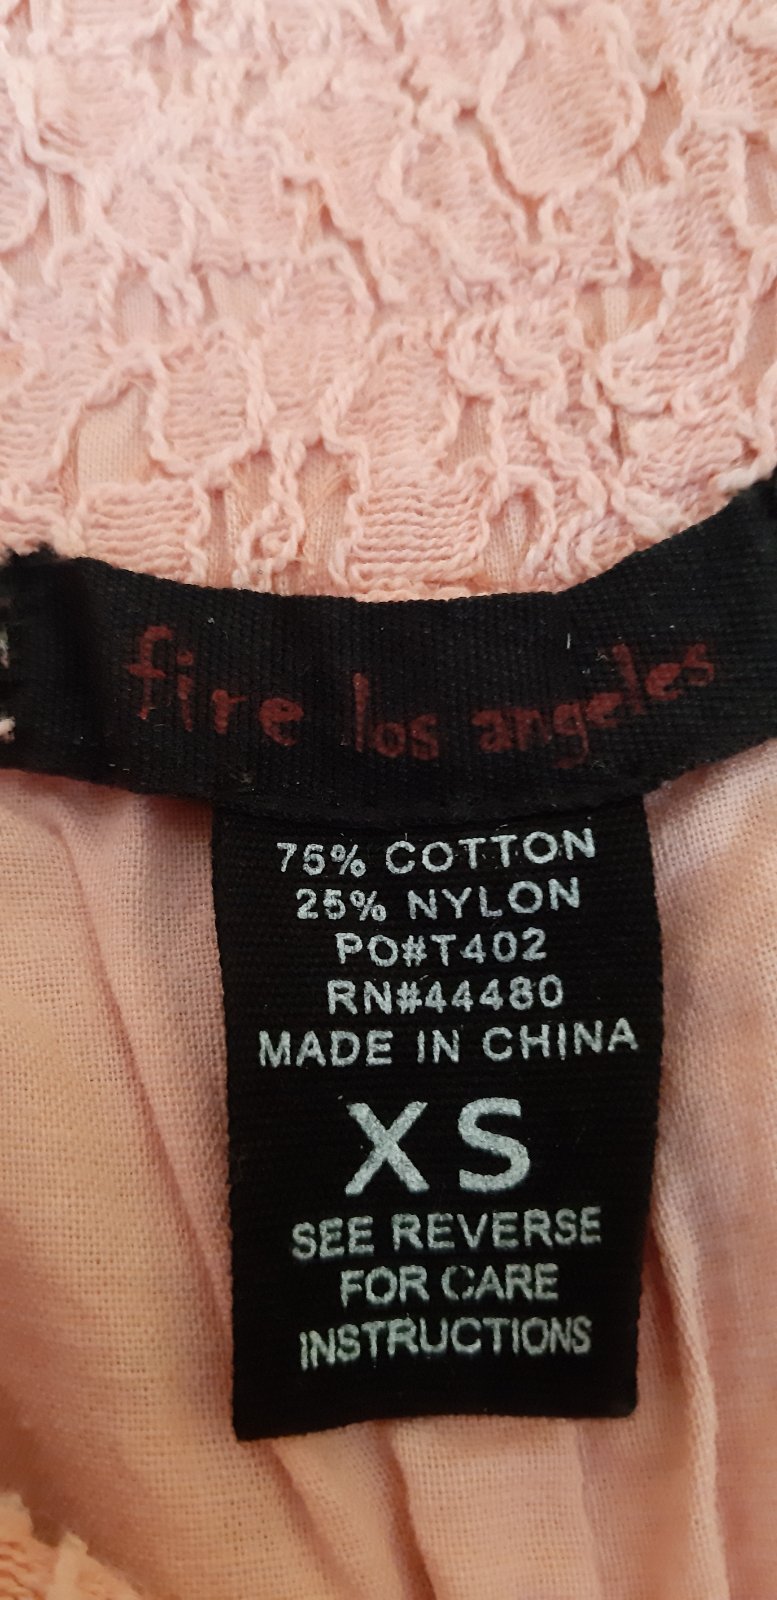 fire los angeles
75% COTTON
25% NYLON
PO#T402
RN#44480
MADE IN CHINA
XS
SEE REVERSE
FOR CARE
INSTRUCTIONS